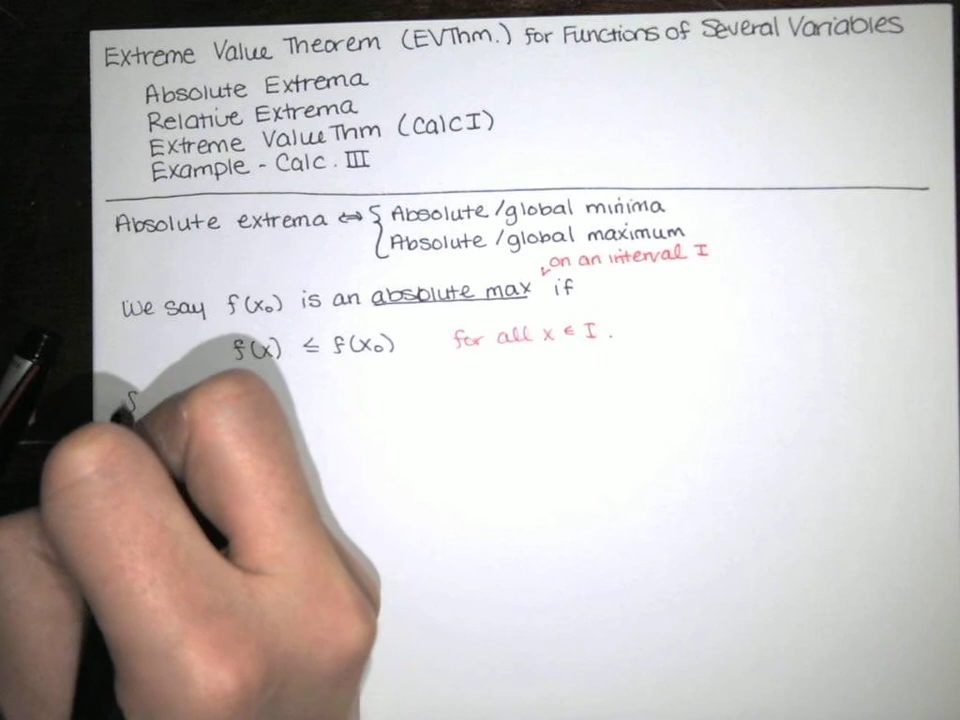 Extreme Value Theorem (EVThm.) for Functions of Several Variables
Absolute Extrema
Relative Extrema
Extreme Value Thm (Calc I)
Example - Calc. III
Absolute extrema ⇔ { Absolute/global minima
Absolute/global maximum
on an interval I
We say f(x₀) is an absolute max if
f(x) ≤ f(x₀) for all x ∈ I.
S